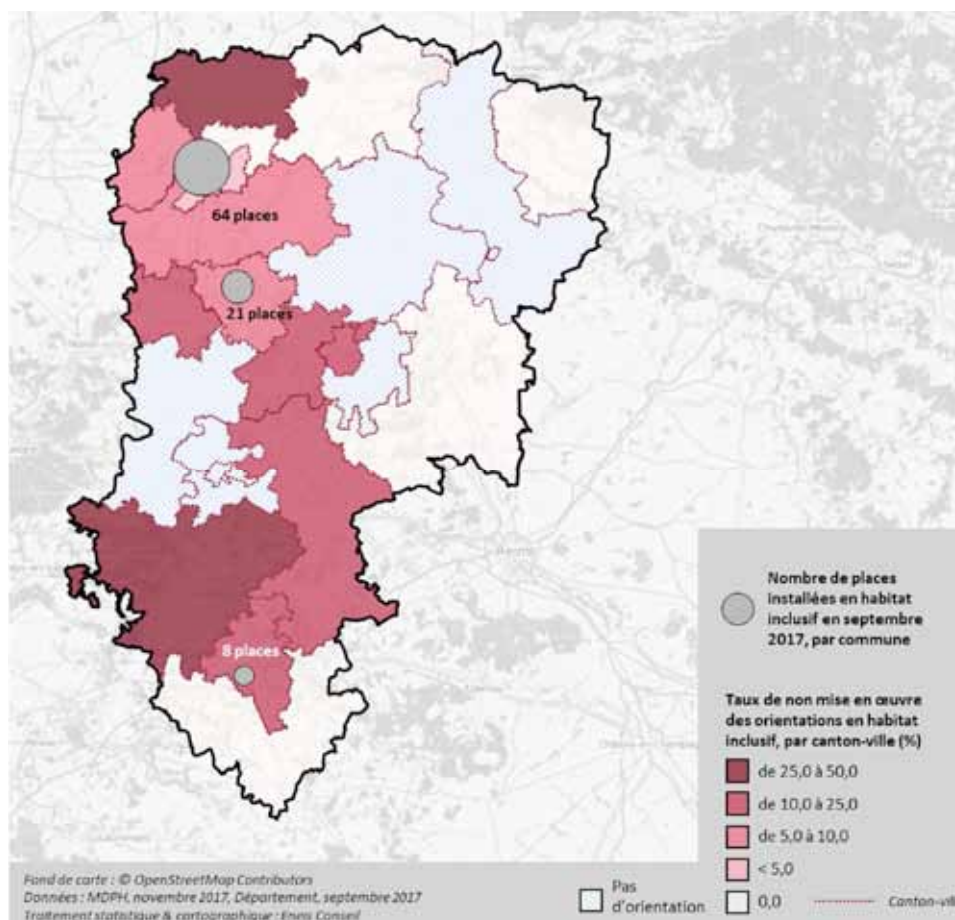 64 places
21 places
8 places
Nombre de places
installées en habitat
inclusif en septembre
2017, par commune
Taux de non mise en œuvre
des orientations en habitat
inclusif, par canton-ville (%)
de 25,0 à 50,0
de 10,0 à 25,0
de 5,0 à 10,0
< 5,0
0,0
Canton-vill
Pas
d'orientation
Fond de carte : © OpenStreetMap Contributors
Données : MDPH, novembre 2017, Département, septembre 2017
Traitement statistique & cartographique : Eneis Conseil